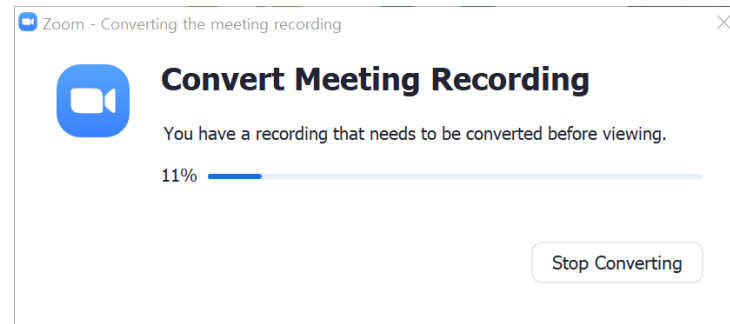 Zoom - Converting the meeting recording
Convert Meeting Recording
You have a recording that needs to be converted before viewing.
11%
Stop Converting